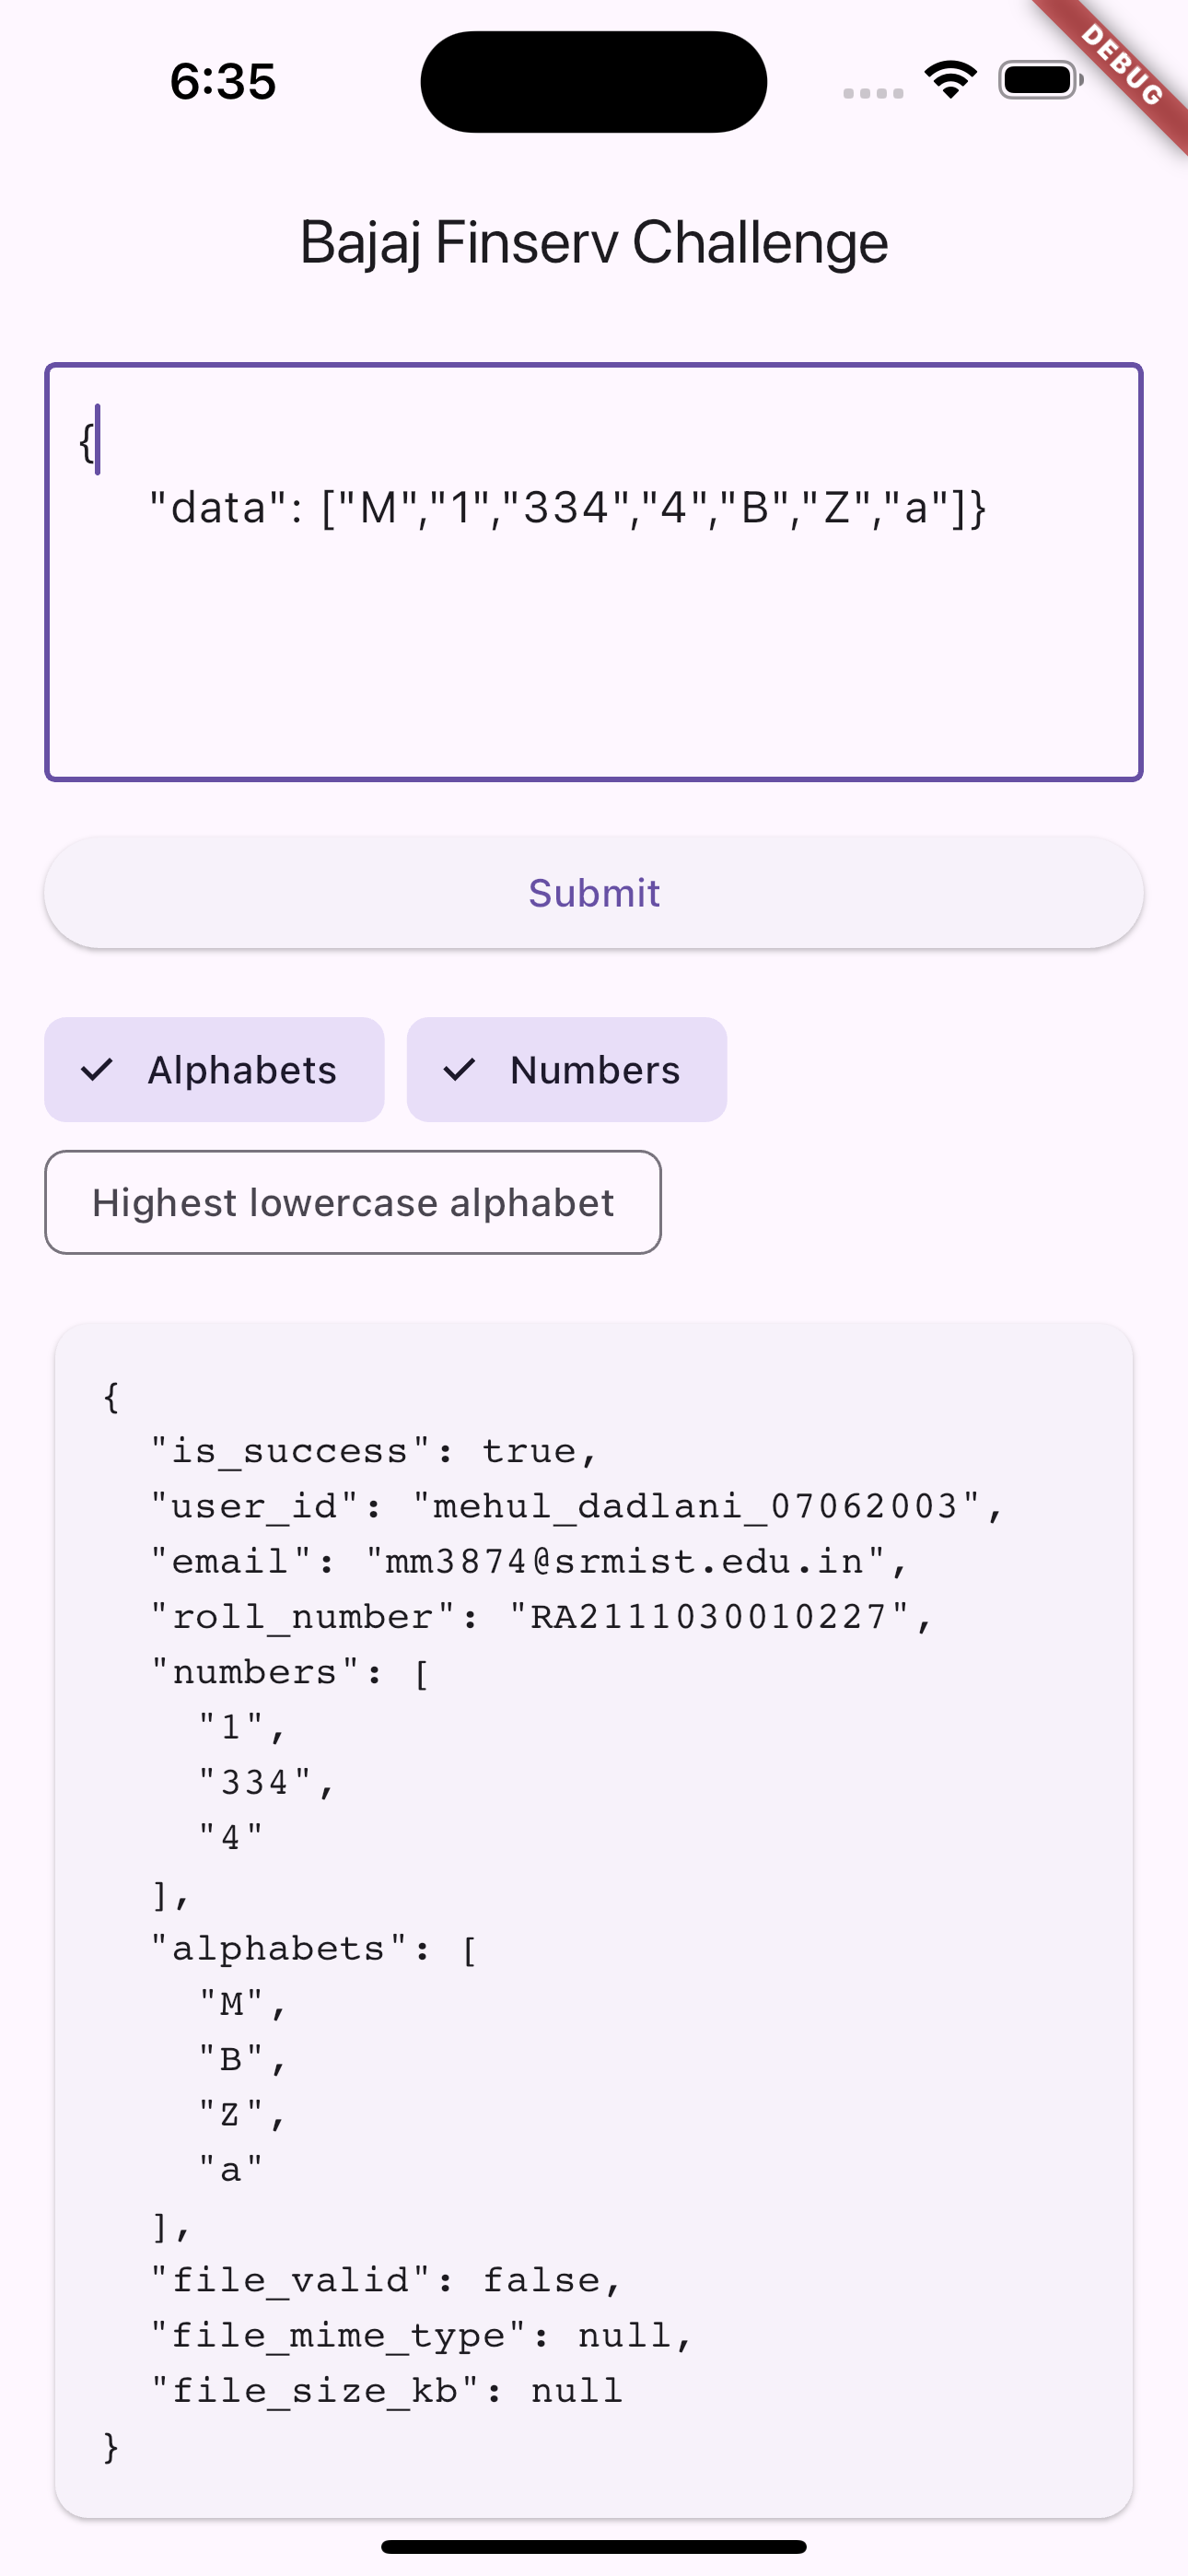 6:35
DEBUG
Bajaj Finserv Challenge
{
"data": ["M","1","334","4","B","Z","a"]}
Submit
Alphabets
Numbers
Highest lowercase alphabet
{
"is_success": true,
"user_id": "mehul_dadlani_07062003",
"email": "mm3874@srmist.edu.in",
"roll_number": "RA2111030010227",
"numbers": [
"1",
"334",
"4"
],
"alphabets": [
"M",
"B",
"Z",
"a"
],
"file_valid": false,
"file_mime_type": null,
"file_size_kb": null
}